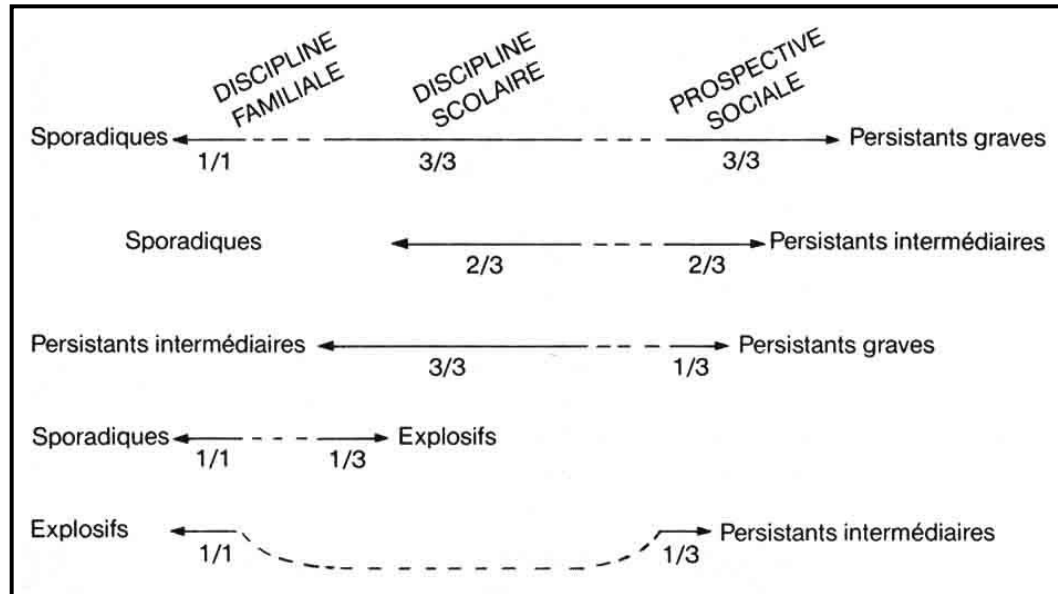 DISCIPLINE
FAMILIALE
DISCIPLINE
SCOLAIRE
PROSPECTIVE
SOCIALE
Sporadiques Persistants graves
1/1 3/3 3/3
Sporadiques Persistants intermédiaires
2/3 2/3
Persistants intermédiaires Persistants graves
3/3 1/3
Sporadiques Explosifs
1/1 1/3
Explosifs Persistants intermédiaires
1/1 1/3